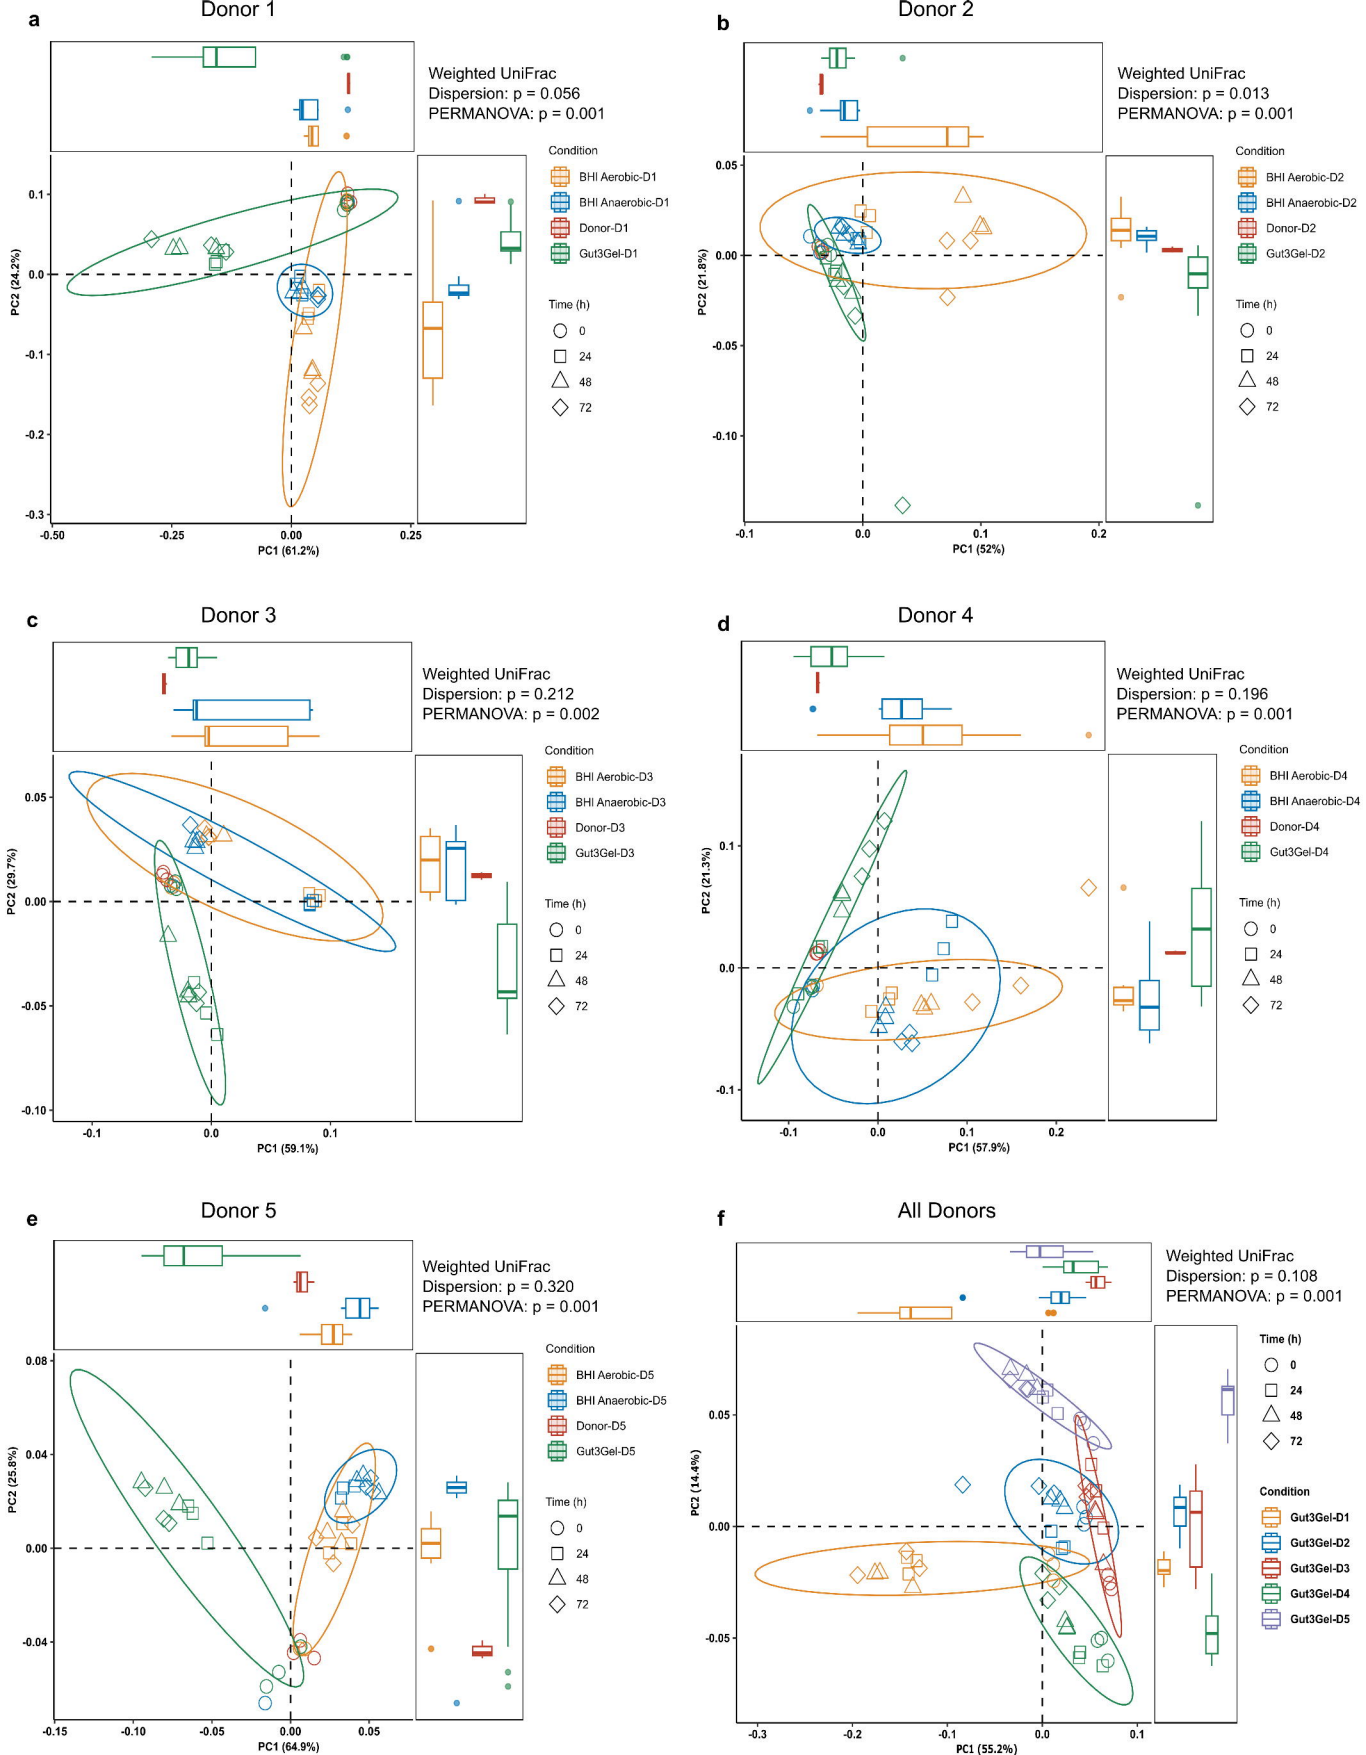 a
Donor 1
Weighted UniFrac
Dispersion: p = 0.056
PERMANOVA: p = 0.001
Condition
BHI Aerobic-D1
BHI Anaerobic-D1
Donor-D1
Gut3Gel-D1
Time (h)
0
24
48
72
0.1
0.0
-0.1
-0.2
-0.3
PC2 (24.2%)
-0.50
-0.25
0.00
0.25
PC1 (61.2%)
b
Donor 2
Weighted UniFrac
Dispersion: p = 0.013
PERMANOVA: p = 0.001
Condition
BHI Aerobic-D2
BHI Anaerobic-D2
Donor-D2
Gut3Gel-D2
Time (h)
0
24
48
72
0.05
0.00
-0.05
-0.10
PC2 (21.8%)
-0.1
0.0
0.1
0.2
PC1 (52%)
c
Donor 3
Weighted UniFrac
Dispersion: p = 0.212
PERMANOVA: p = 0.002
Condition
BHI Aerobic-D3
BHI Anaerobic-D3
Donor-D3
Gut3Gel-D3
Time (h)
0
24
48
72
0.05
0.00
-0.05
-0.10
PC2 (29.7%)
-0.1
0.0
0.1
PC1 (59.1%)
d
Donor 4
Weighted UniFrac
Dispersion: p = 0.196
PERMANOVA: p = 0.001
Condition
BHI Aerobic-D4
BHI Anaerobic-D4
Donor-D4
Gut3Gel-D4
Time (h)
0
24
48
72
0.1
0.0
-0.1
PC2 (21.3%)
-0.1
0.0
0.1
0.2
PC1 (57.9%)
e
Donor 5
Weighted UniFrac
Dispersion: p = 0.320
PERMANOVA: p = 0.001
Condition
BHI Aerobic-D5
BHI Anaerobic-D5
Donor-D5
Gut3Gel-D5
Time (h)
0
24
48
72
0.08
0.04
0.00
-0.04
PC2 (25.8%)
-0.15
-0.10
-0.05
0.00
0.05
PC1 (64.9%)
f
All Donors
Weighted UniFrac
Dispersion: p = 0.108
PERMANOVA: p = 0.001
Time (h)
0
24
48
72
Condition
Gut3Gel-D1
Gut3Gel-D2
Gut3Gel-D3
Gut3Gel-D4
Gut3Gel-D5
0.05
0.00
-0.05
PC2 (14.4%)
-0.3
-0.2
-0.1
0.0
0.1
PC1 (55.2%)